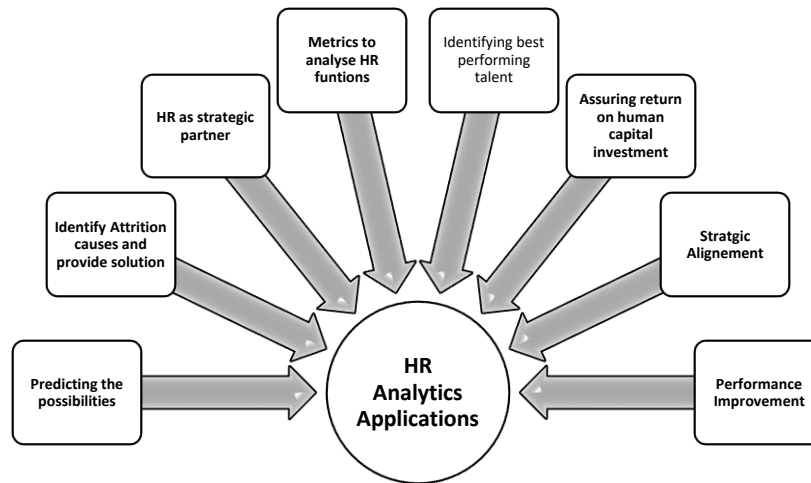 Metrics to
analyse HR
funtions
Identifying best
performing
talent
HR as strategic
partner
Assuring return
on human
capital
investment
Identify Attrition
causes and
provide solution
Stratgic
Alignement
Predicting the
possibilities
HR
Analytics
Applications
Performance
Improvement